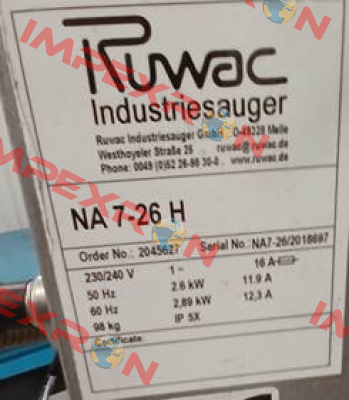 Ruwac
Industriesauger
Ruwac Industriesauger GmbH D-49328 Melle
Westhoyeler Straße 25 ruwac@ruwac.de
Phone: 0049 (0)52 26-98 30-0 www.ruwac.de
NA 7-26 H
Order No.: 2045627 Serial No.: NA7-26/2018697
230/240 V 1~ 16 A
50 Hz 2.6 kW 11.9 A
60 Hz 2,89 kW 12,3 A
98 kg IP 5X
Certificate:
IMPEXRON